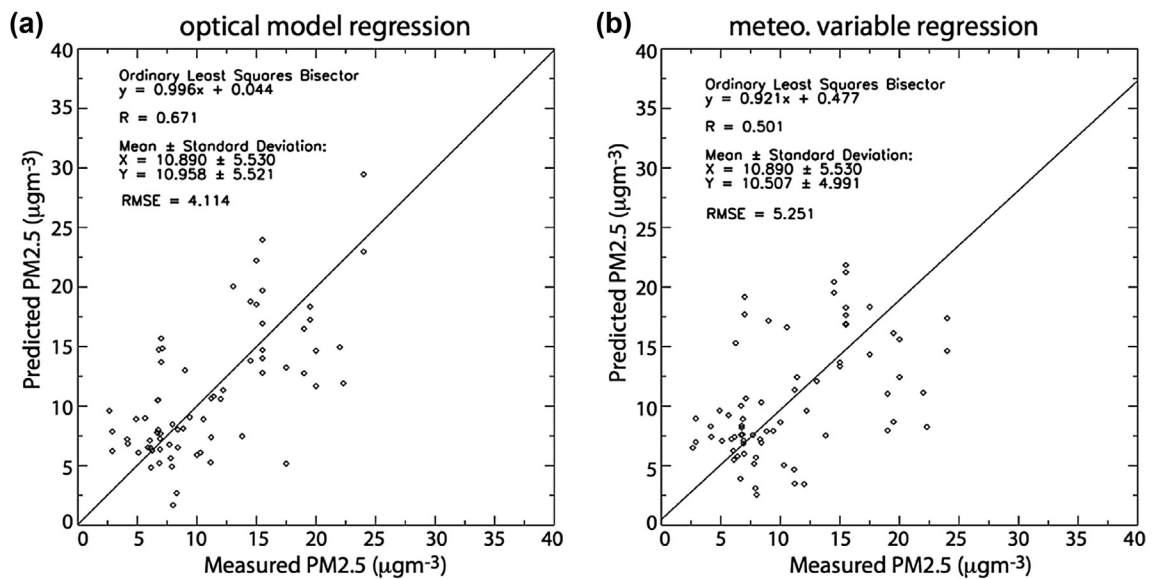 (a) optical model regression
40
35
30
25
20
15
10
5
0
Predicted PM2.5 (µgm-3)
Ordinary Least Squares Bisector
y = 0.996x + 0.044
R = 0.671
Mean ± Standard Deviation:
X = 10.890 ± 5.530
Y = 10.958 ± 5.521
RMSE = 4.114
0 5 10 15 20 25 30 35 40
Measured PM2.5 (µgm-3)
(b) meteo. variable regression
40
35
30
25
20
15
10
5
0
Predicted PM2.5 (µgm-3)
Ordinary Least Squares Bisector
y = 0.921x + 0.477
R = 0.501
Mean ± Standard Deviation:
X = 10.890 ± 5.530
Y = 10.507 ± 4.991
RMSE = 5.251
0 5 10 15 20 25 30 35 40
Measured PM2.5 (µgm-3)